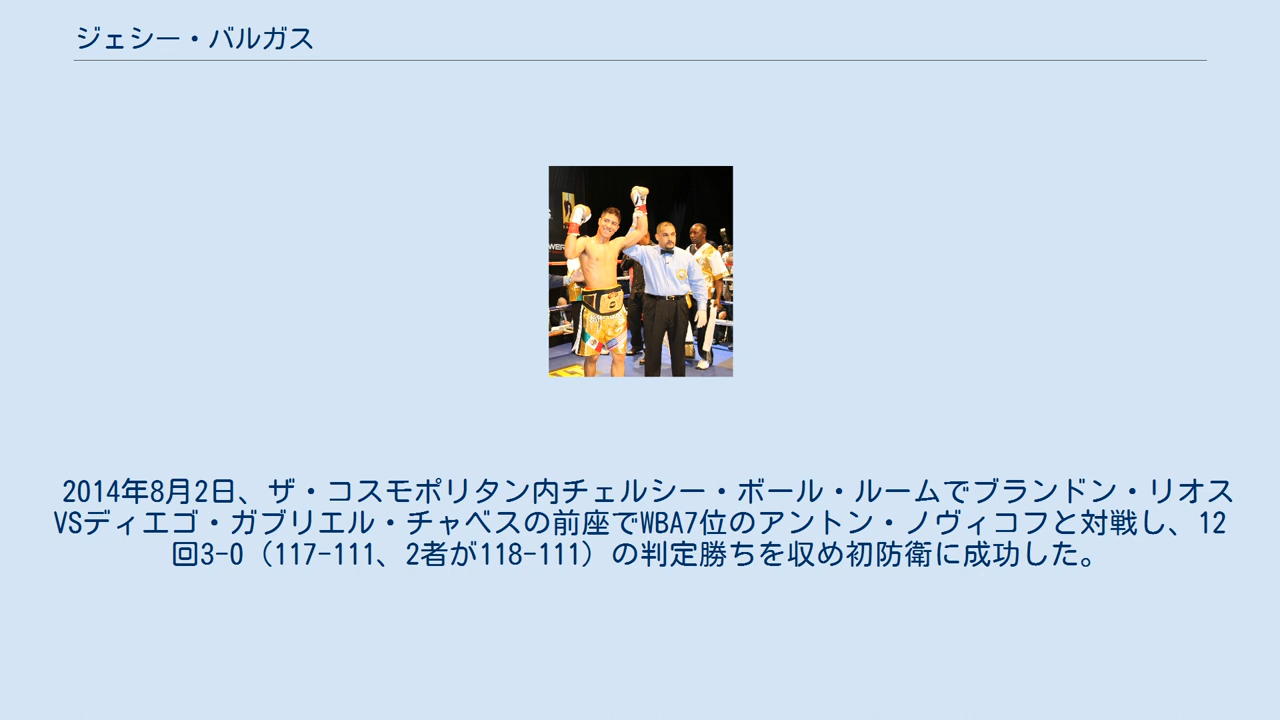 ジェシー・バルガス
2014年8月2日、ザ・コスモポリタン内チェルシー・ボール・ルームでブランドン・リオス
VSディエゴ・ガブリエル・チャベスの前座でWBA7位のアントン・ノヴィコフと対戦し、12
回3-0（117-111、2者が118-111）の判定勝ちを収め初防衛に成功した。